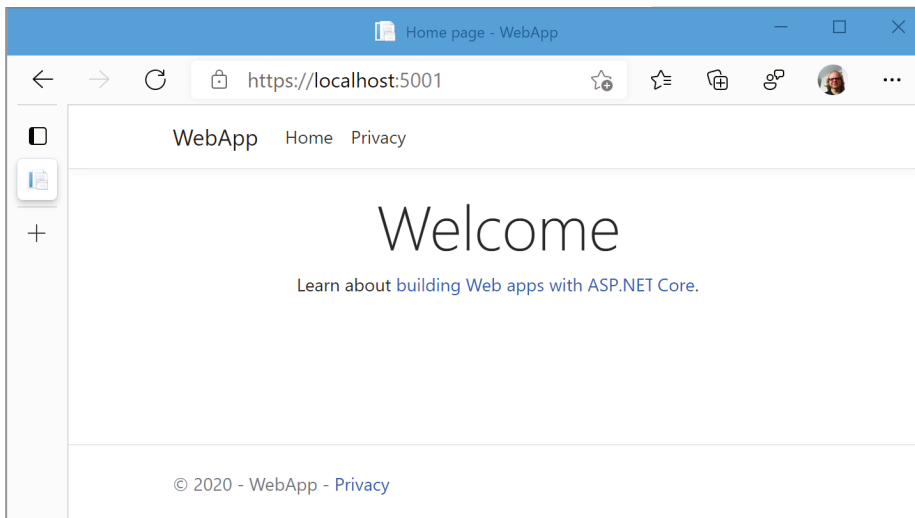 Home page - WebApp
https://localhost:5001
WebApp Home Privacy
Welcome
Learn about building Web apps with ASP.NET Core.
© 2020 - WebApp - Privacy